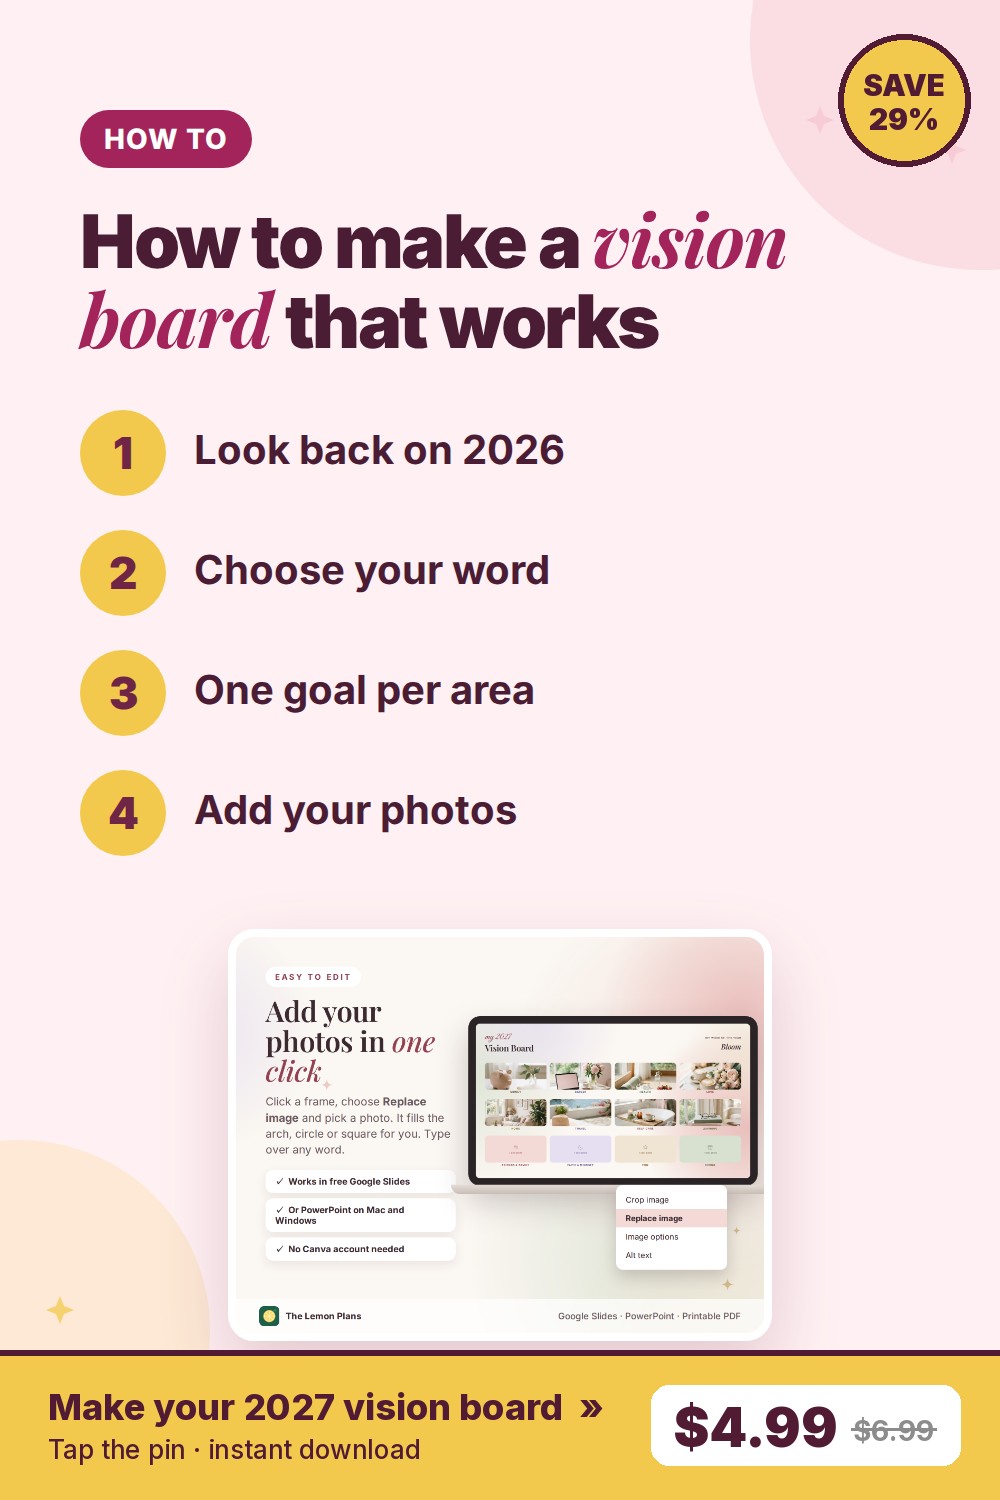 SAVE
29%
HOW TO
How to make a vision
board that works
1 Look back on 2026
2 Choose your word
3 One goal per area
4 Add your photos
EASY TO EDIT
Add your
photos in one
click
Click a frame, choose Replace
image and pick a photo. It fills the
arch, circle or square for you. Type
over any word.
✓ Works in free Google Slides
✓ Or PowerPoint on Mac and
Windows
✓ No Canva account needed
my 2027
Vision Board
Bloom
Crop image
Replace image
Image options
Alt text
The Lemon Plans
Google Slides · PowerPoint · Printable PDF
Make your 2027 vision board »
Tap the pin · instant download
$4.99 $6.99